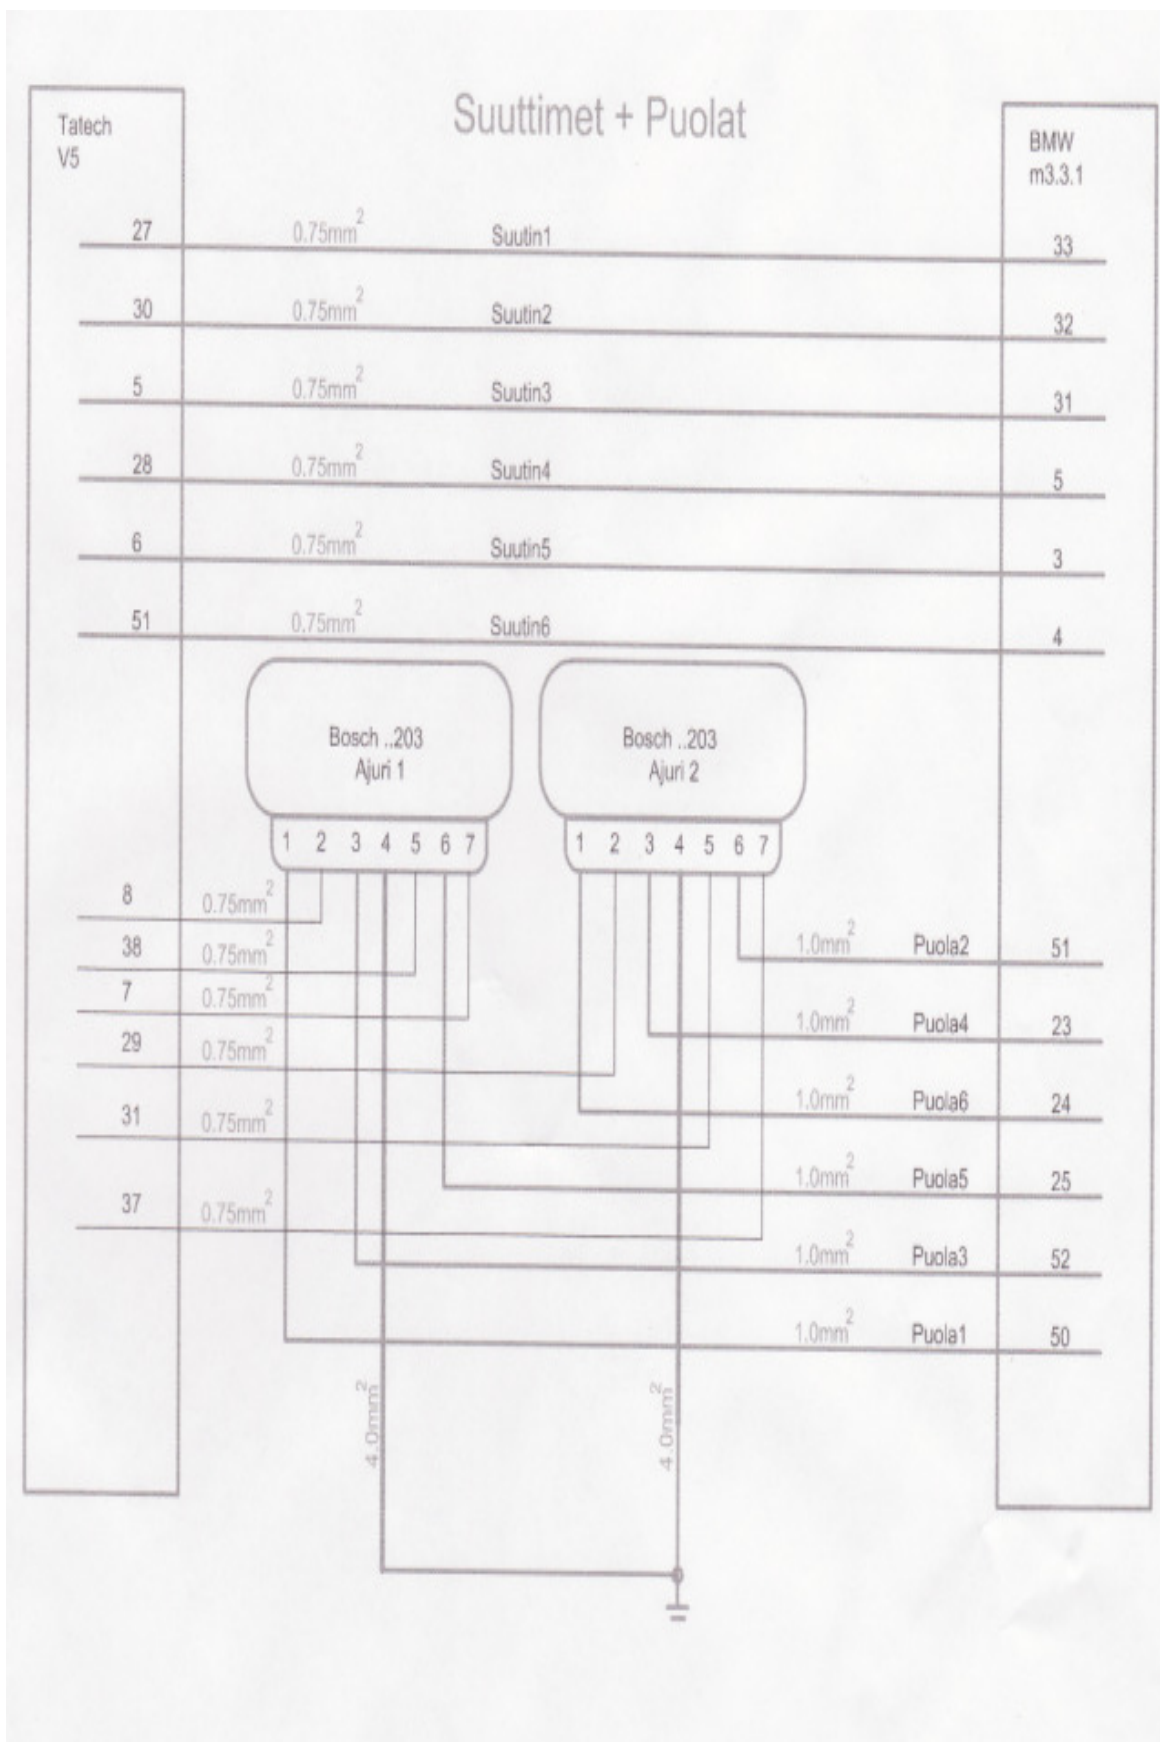 Suuttimet + Puolat
Tatech
V5
BMW
m3.3.1
27 0.75mm² Suutin1 33
30 0.75mm² Suutin2 32
5 0.75mm² Suutin3 31
28 0.75mm² Suutin4 5
6 0.75mm² Suutin5 3
51 0.75mm² Suutin6 4
Bosch ..203
Ajuri 1
Bosch ..203
Ajuri 2
1 2 3 4 5 6 7
1 2 3 4 5 6 7
8 0.75mm²
38 0.75mm²
7 0.75mm²
29 0.75mm²
31 0.75mm²
37 0.75mm²
1.0mm² Puola2 51
1.0mm² Puola4 23
1.0mm² Puola6 24
1.0mm² Puola5 25
1.0mm² Puola3 52
1.0mm² Puola1 50
4.0mm²
4.0mm²